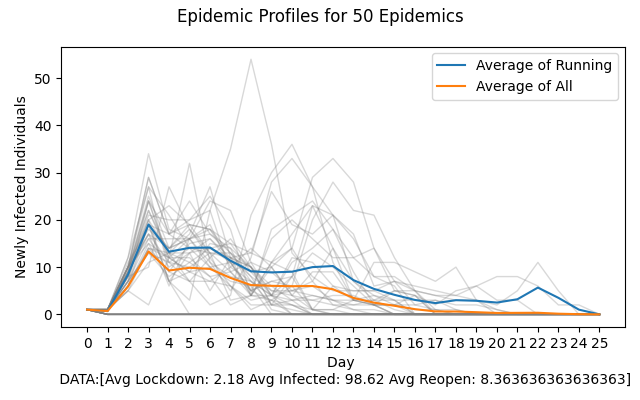 Epidemic Profiles for 50 Epidemics
Average of Running
Average of All
Newly Infected Individuals
50
40
30
20
10
0
0 1 2 3 4 5 6 7 8 9 10 11 12 13 14 15 16 17 18 19 20 21 22 23 24 25
Day
DATA:[Avg Lockdown: 2.18 Avg Infected: 98.62 Avg Reopen: 8.363636363636363]